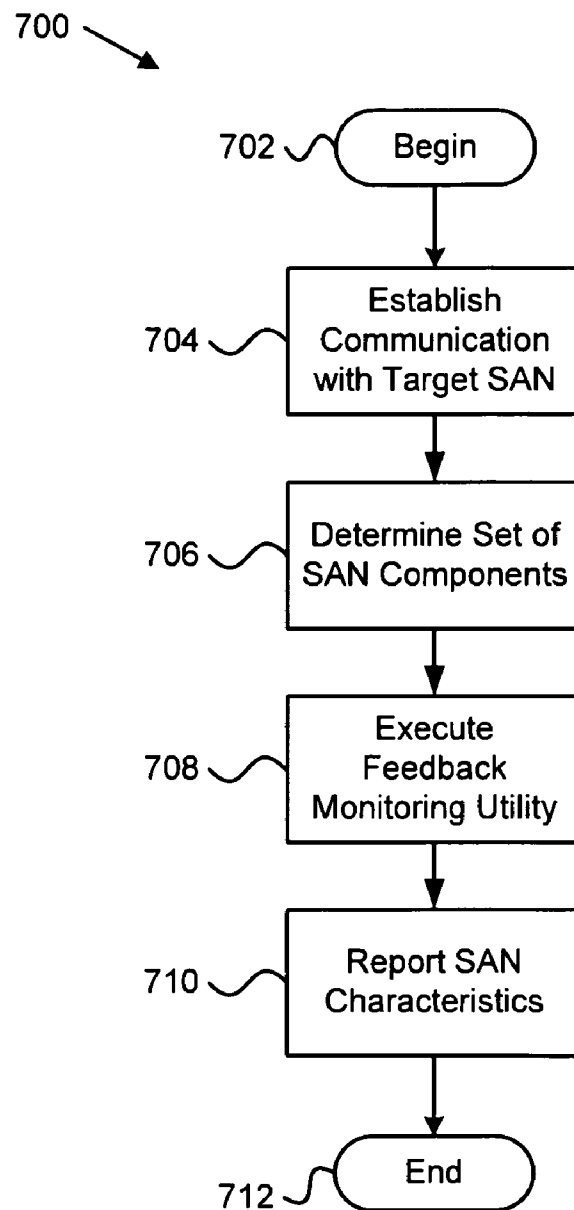 700
702
Begin
704
Establish
Communication
with Target SAN
706
Determine Set of
SAN Components
708
Execute
Feedback
Monitoring Utility
710
Report SAN
Characteristics
712
End